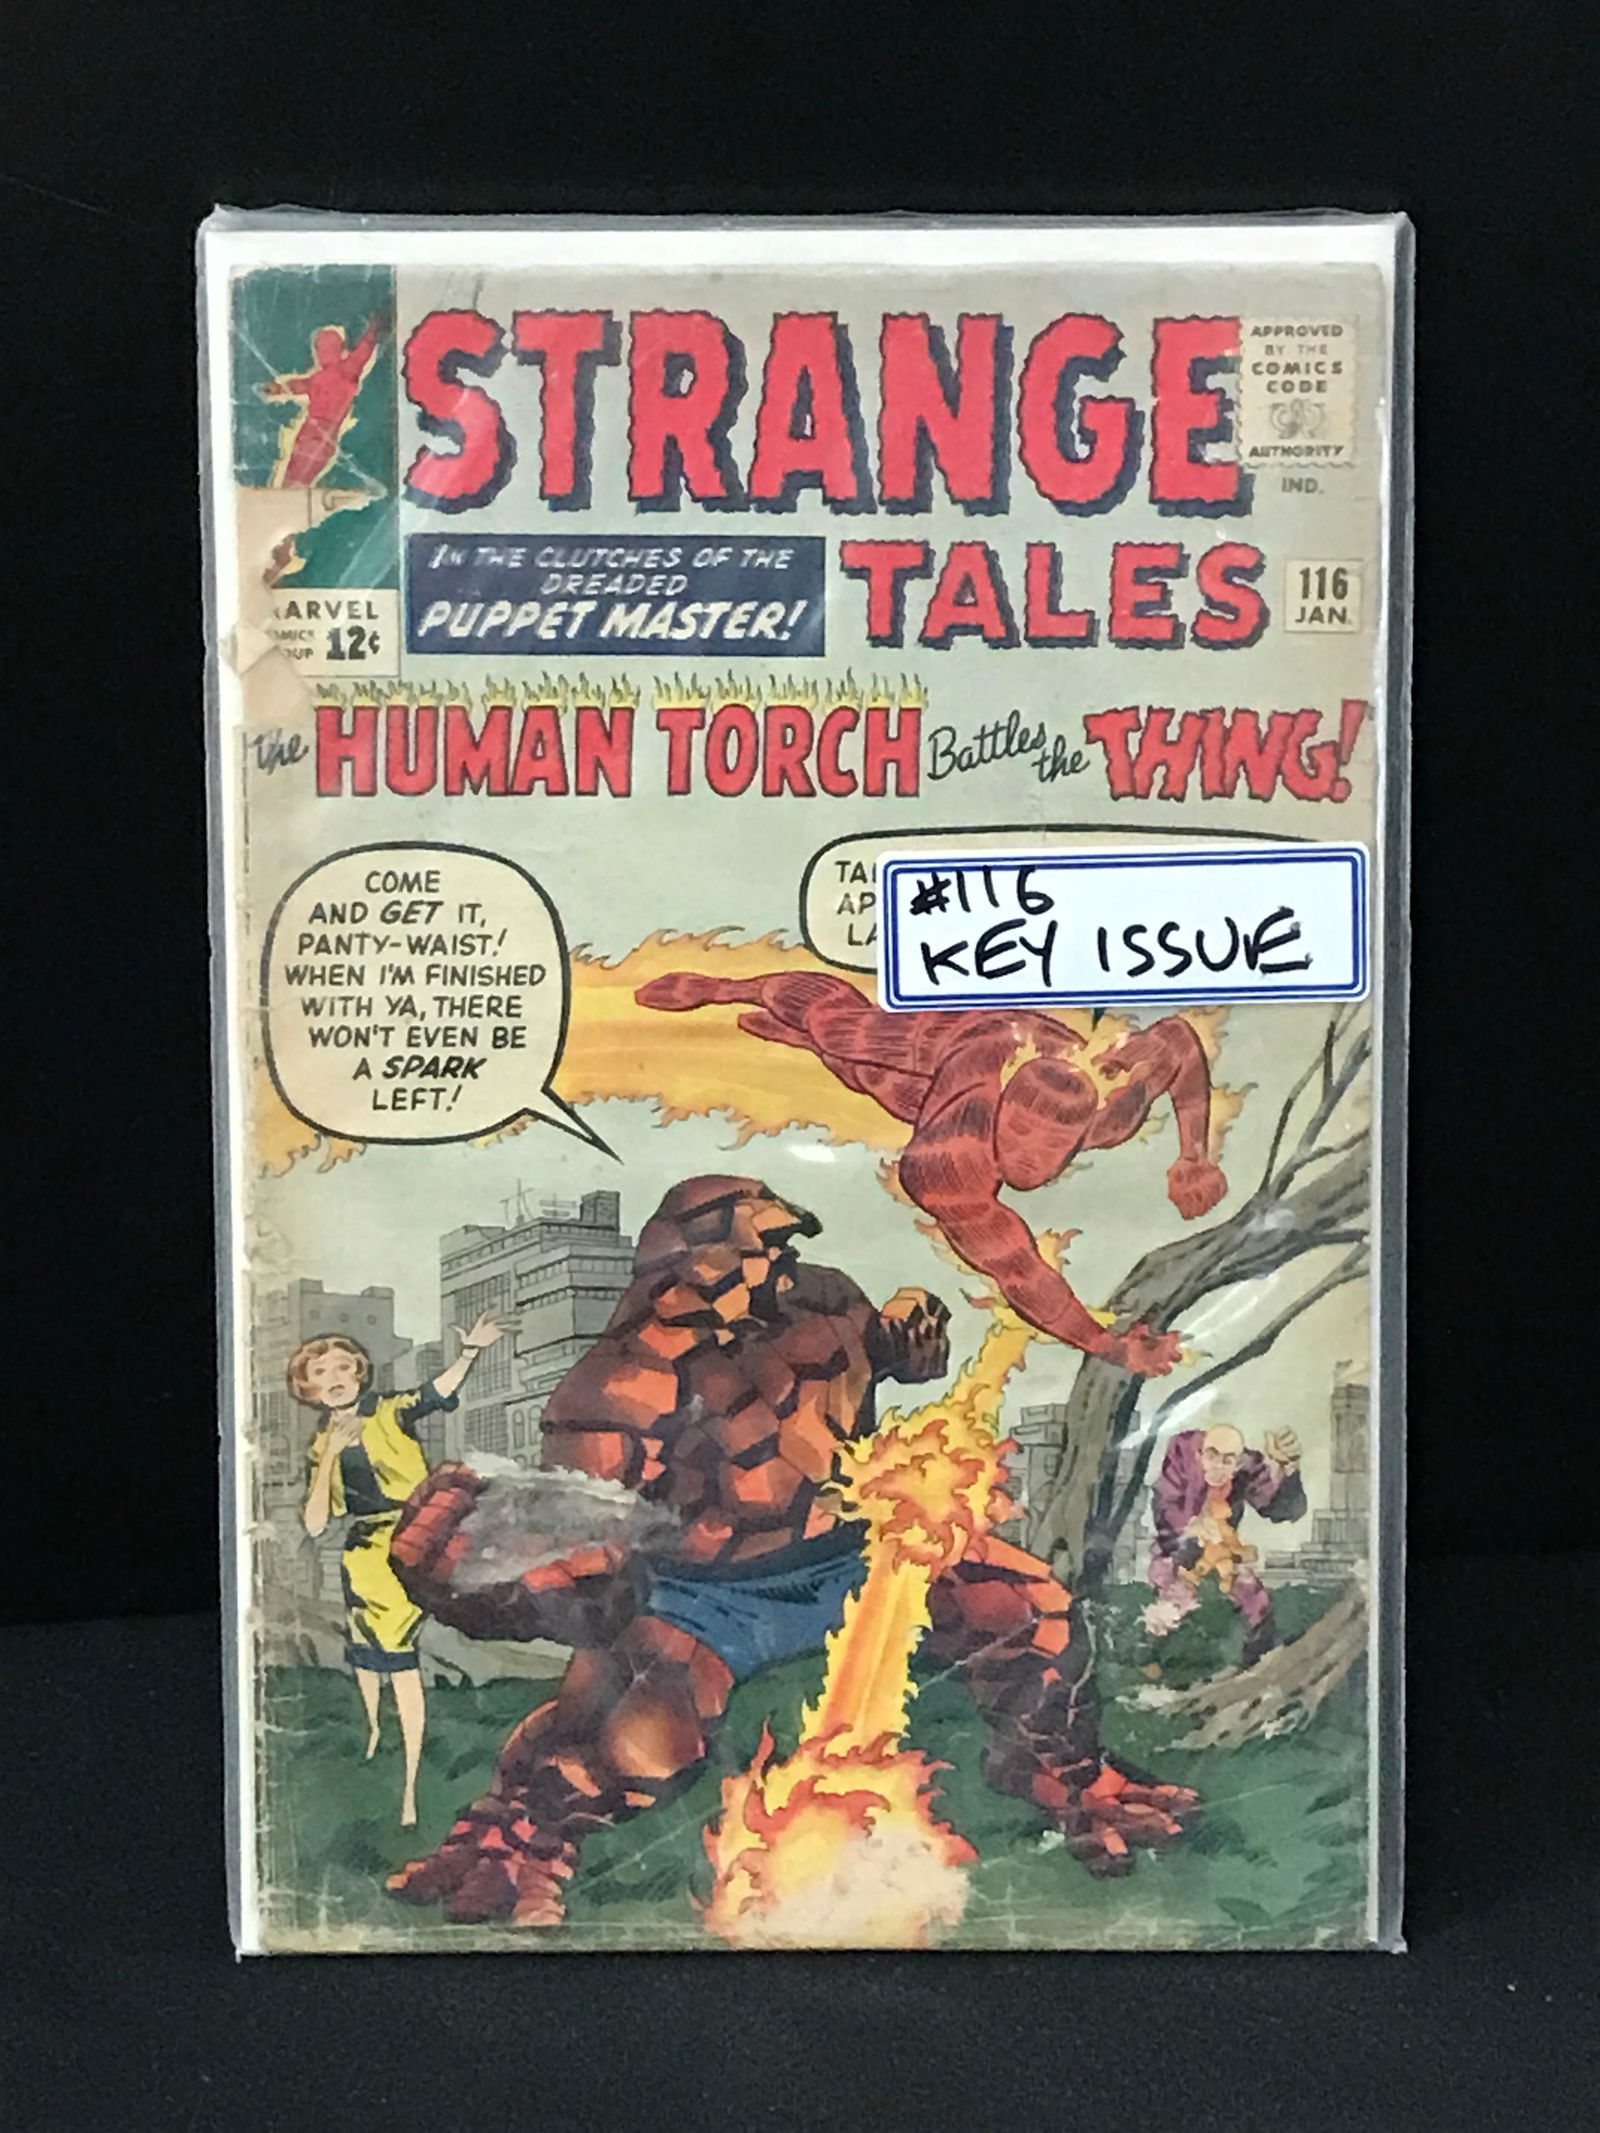 STRANGE
TALES
APPROVED
BY THE
COMICS
CODE
AUTHORITY
IND.
IN THE CLUTCHES OF THE
DREADED
PUPPET MASTER!
116
JAN.
ARVEL
12¢
The HUMAN TORCH Battles the THING!
COME
AND GET IT,
PANTY-WAIST!
WHEN I'M FINISHED
WITH YA, THERE
WON'T EVEN BE
A SPARK
LEFT!
#116
KEY ISSUE